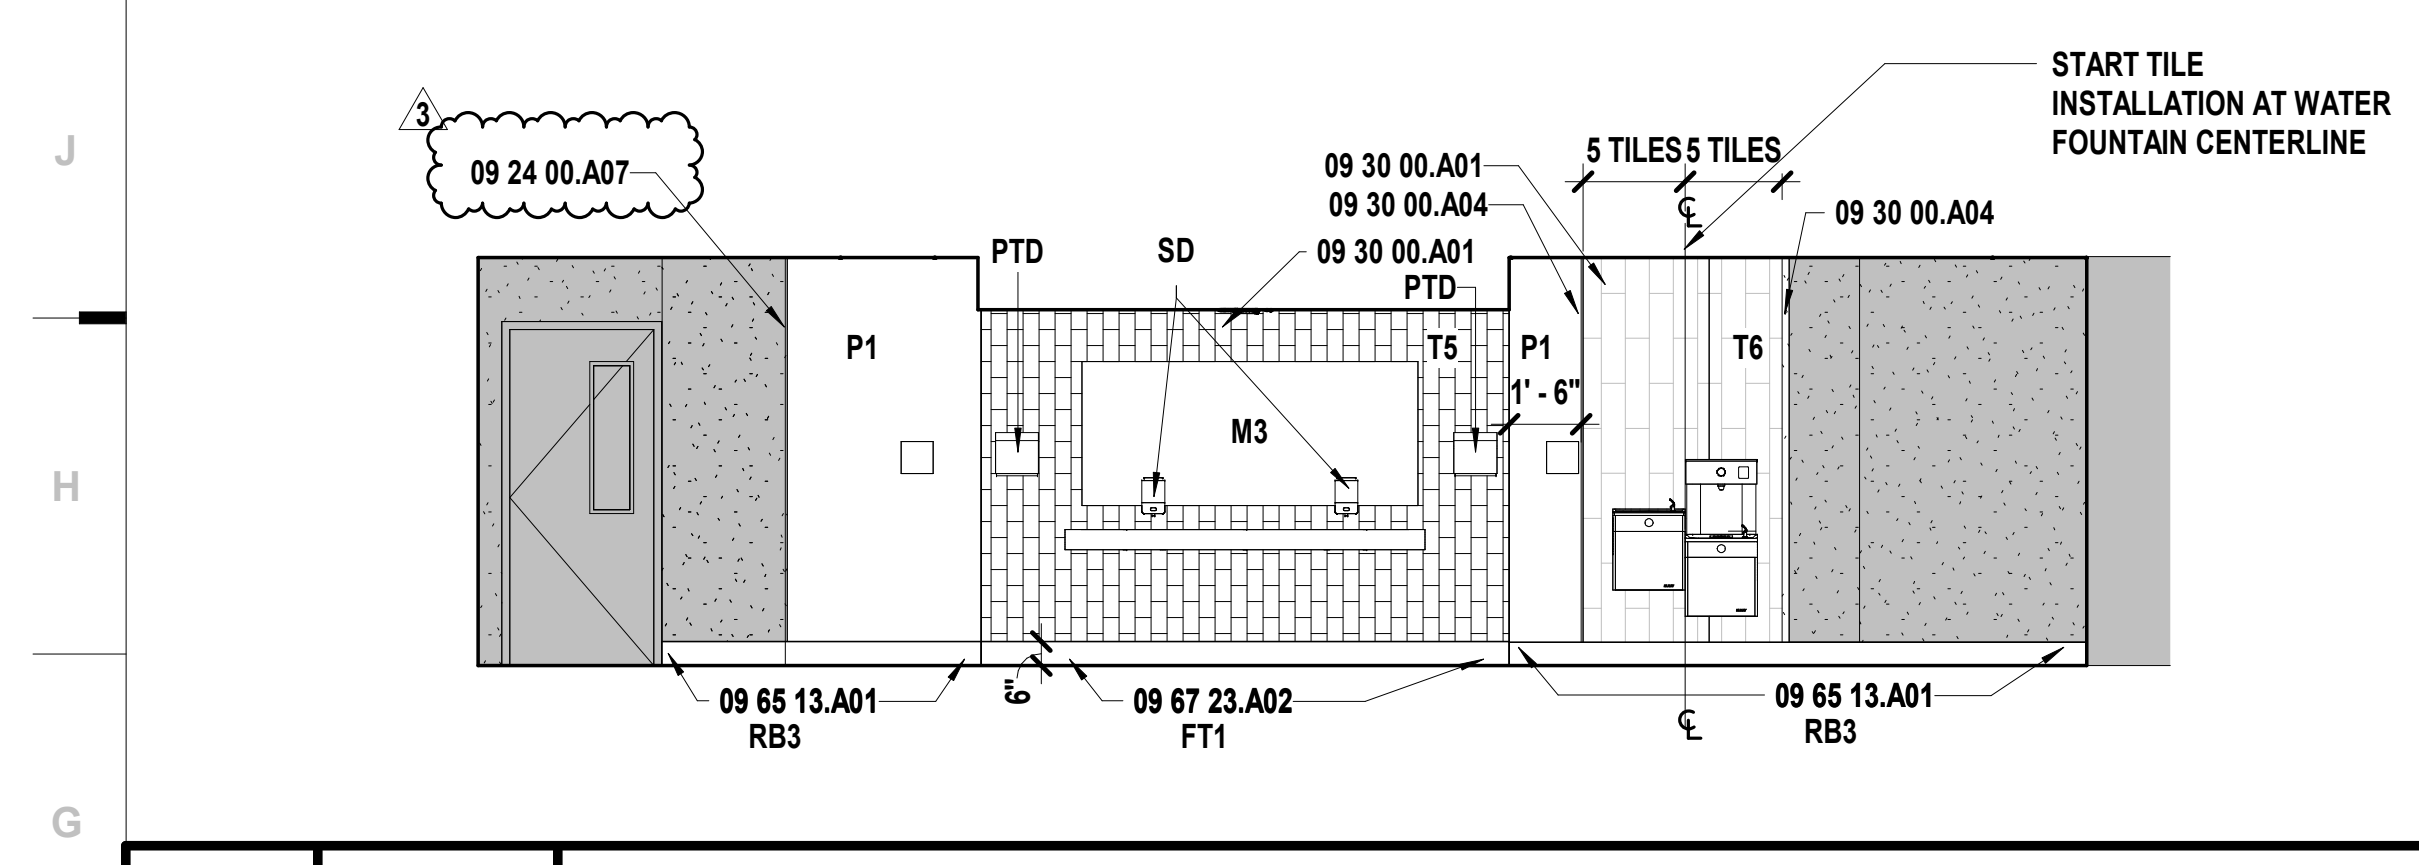 START TILE
INSTALLATION AT WATER
FOUNTAIN CENTERLINE
J
3
09 24 00.A07
09 30 00.A01
5 TILES 5 TILES
09 30 00.A04
℄
09 30 00.A04
PTD
SD
09 30 00.A01
PTD
P1
T5
P1
T6
1' - 6"
M3
H
6"
09 65 13.A01
RB3
09 67 23.A02
FT1
09 65 13.A01
RB3
℄
G